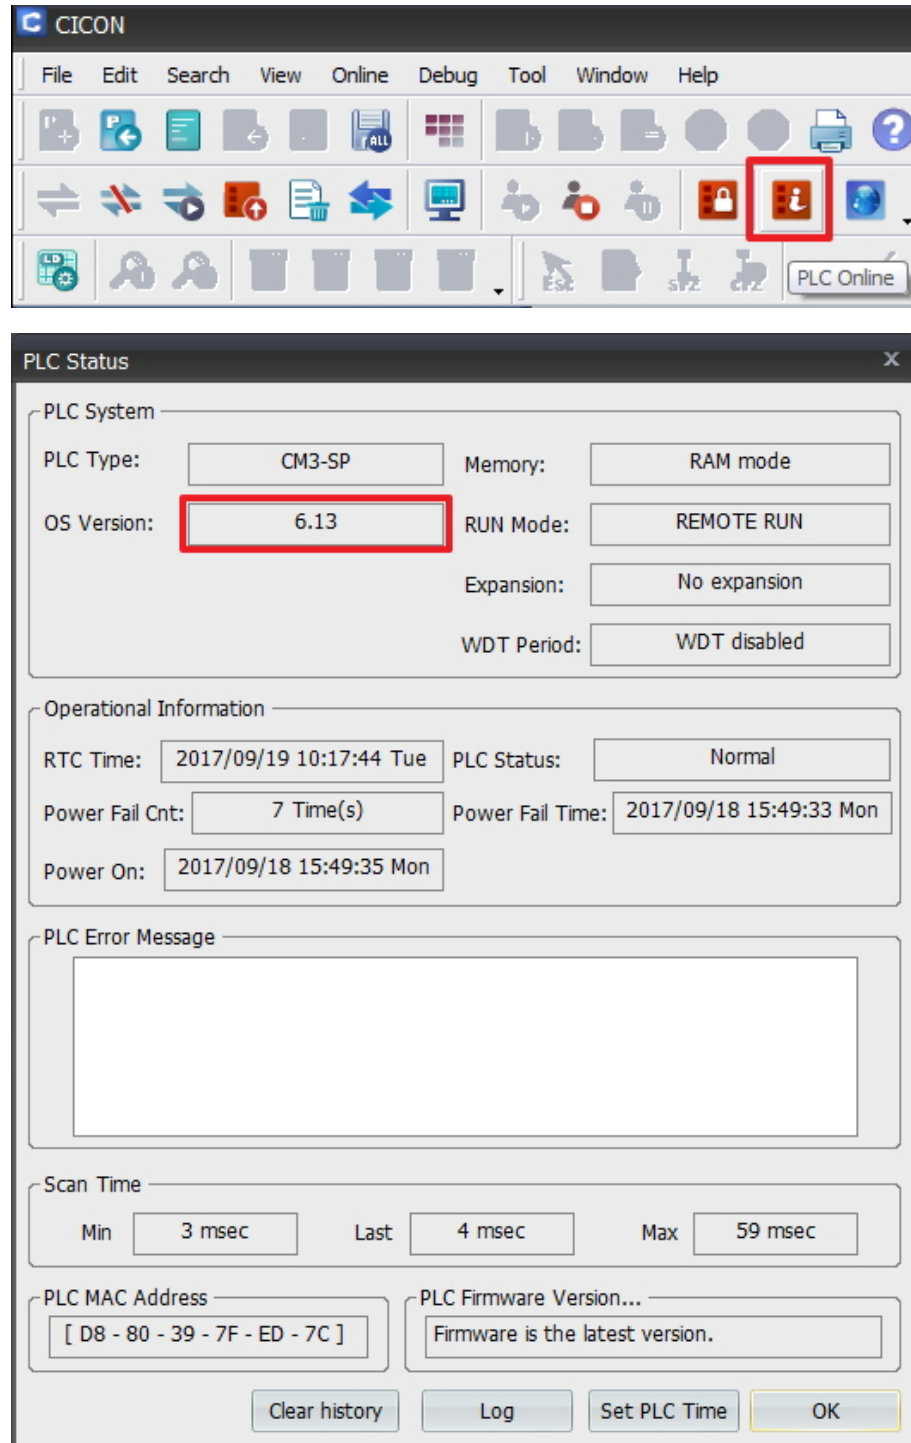 CICON
File Edit Search View Online Debug Tool Window Help
ALL
PLC Online
PLC Status
PLC System
PLC Type: CM3-SP Memory: RAM mode
OS Version: 6.13 RUN Mode: REMOTE RUN
Expansion: No expansion
WDT Period: WDT disabled
Operational Information
RTC Time: 2017/09/19 10:17:44 Tue PLC Status: Normal
Power Fail Cnt: 7 Time(s) Power Fail Time: 2017/09/18 15:49:33 Mon
Power On: 2017/09/18 15:49:35 Mon
PLC Error Message
Scan Time
Min 3 msec Last 4 msec Max 59 msec
PLC MAC Address PLC Firmware Version...
[ D8 - 80 - 39 - 7F - ED - 7C ] Firmware is the latest version.
Clear history Log Set PLC Time OK